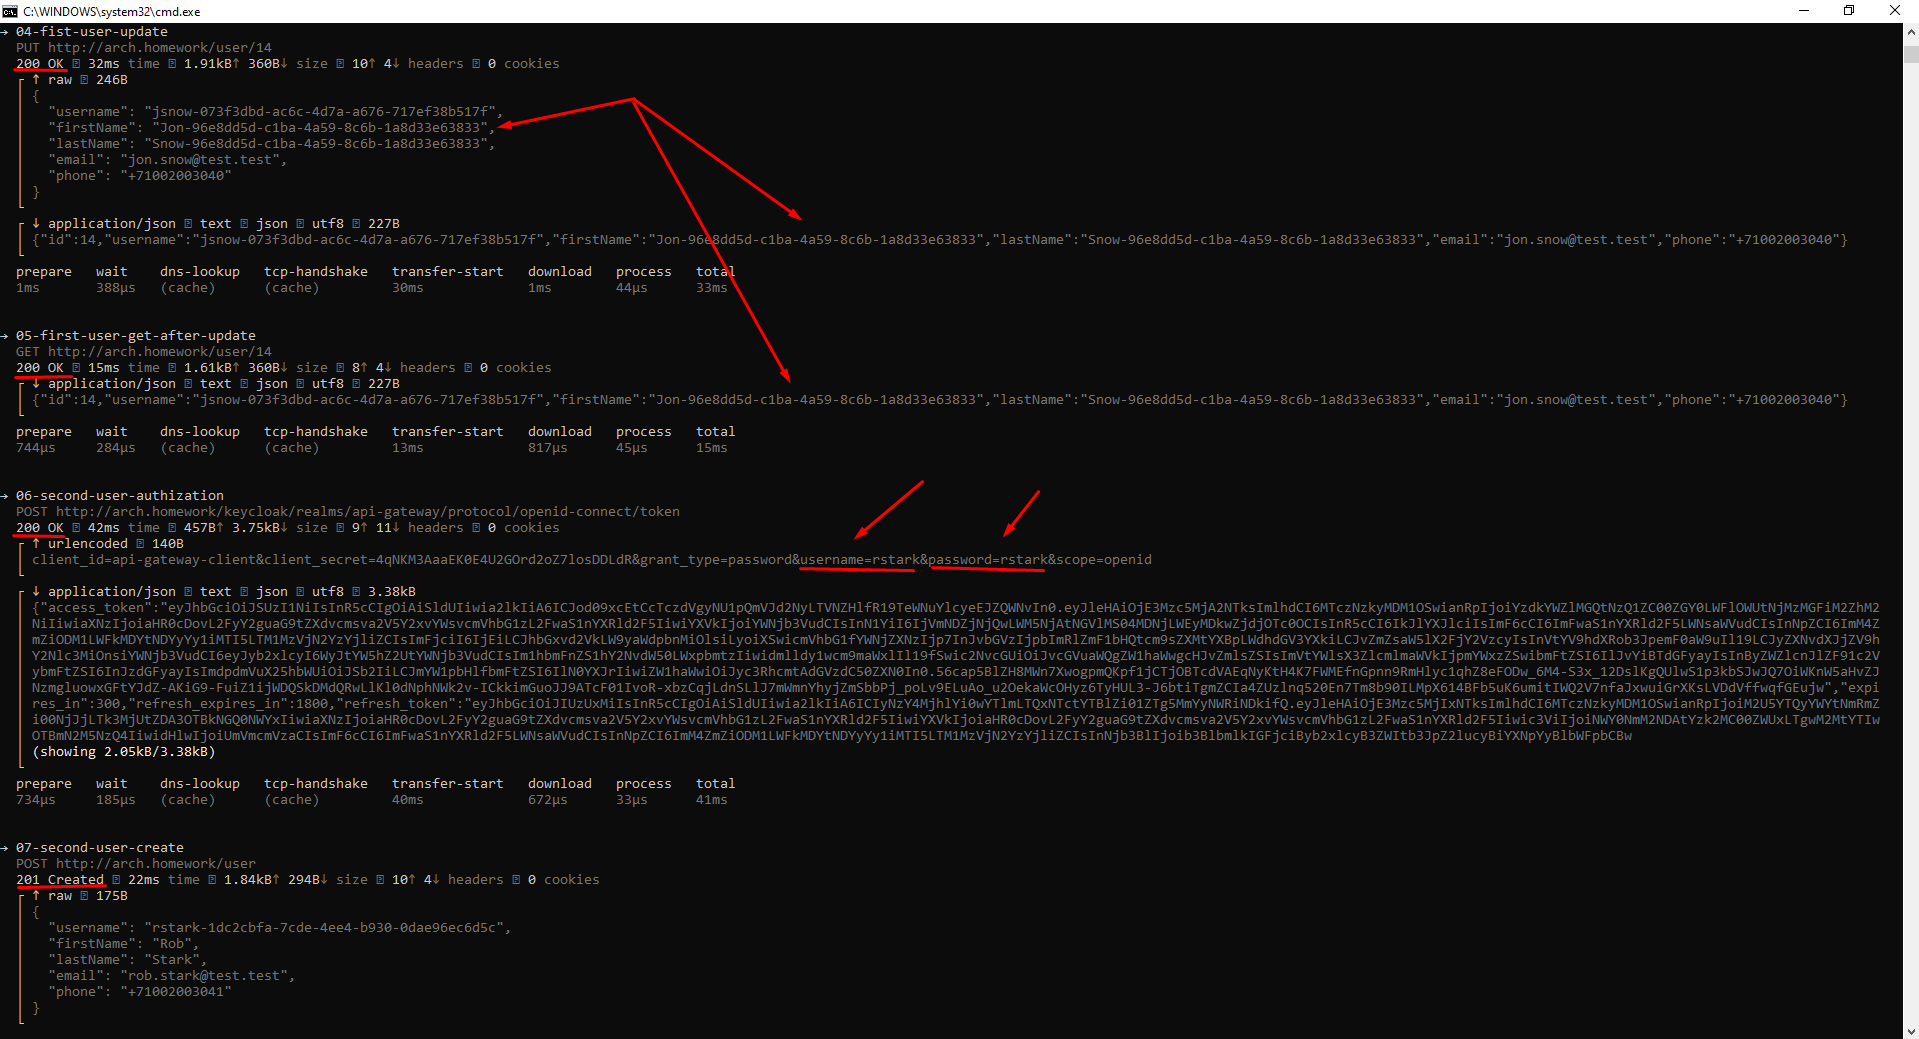 C:\WINDOWS\system32\cmd.exe
→ 04-fist-user-update
PUT http://arch.homework/user/14
200 OK ⍰ 32ms time ⍰ 1.91kB↑ 360B↓ size ⍰ 10↑ 4↓ headers ⍰ 0 cookies
↑ raw ⍰ 246B
{
"username": "jsnow-073f3dbd-ac6c-4d7a-a676-717ef38b517f",
"firstName": "Jon-96e8dd5d-c1ba-4a59-8c6b-1a8d33e63833",
"lastName": "Snow-96e8dd5d-c1ba-4a59-8c6b-1a8d33e63833",
"email": "jon.snow@test.test",
"phone": "+71002003040"
}
↓ application/json ⍰ text ⍰ json ⍰ utf8 ⍰ 227B
{"id":14,"username":"jsnow-073f3dbd-ac6c-4d7a-a676-717ef38b517f","firstName":"Jon-96e8dd5d-c1ba-4a59-8c6b-1a8d33e63833","lastName":"Snow-96e8dd5d-c1ba-4a59-8c6b-1a8d33e63833","email":"jon.snow@test.test","phone":"+71002003040"}
prepare wait dns-lookup tcp-handshake transfer-start download process total
1ms 388µs (cache) (cache) 30ms 1ms 44µs 33ms
→ 05-first-user-get-after-update
GET http://arch.homework/user/14
200 OK ⍰ 15ms time ⍰ 1.61kB↑ 360B↓ size ⍰ 8↑ 4↓ headers ⍰ 0 cookies
↓ application/json ⍰ text ⍰ json ⍰ utf8 ⍰ 227B
{"id":14,"username":"jsnow-073f3dbd-ac6c-4d7a-a676-717ef38b517f","firstName":"Jon-96e8dd5d-c1ba-4a59-8c6b-1a8d33e63833","lastName":"Snow-96e8dd5d-c1ba-4a59-8c6b-1a8d33e63833","email":"jon.snow@test.test","phone":"+71002003040"}
prepare wait dns-lookup tcp-handshake transfer-start download process total
744µs 284µs (cache) (cache) 13ms 817µs 45µs 15ms
→ 06-second-user-authization
POST http://arch.homework/keycloak/realms/api-gateway/protocol/openid-connect/token
200 OK ⍰ 42ms time ⍰ 457B↑ 3.75kB↓ size ⍰ 9↑ 11↓ headers ⍰ 0 cookies
↑ urlencoded ⍰ 140B
client_id=api-gateway-client&client_secret=4qNKM3AaaEK0E4U2GOrd2oZ7losDDLdR&grant_type=password&username=rstark&password=rstark&scope=openid
↓ application/json ⍰ text ⍰ json ⍰ utf8 ⍰ 3.38kB
{"access_token":"
","expi
res_in":300,"refresh_expires_in":1800,"refresh_token":"
(showing 2.05kB/3.38kB)
prepare wait dns-lookup tcp-handshake transfer-start download process total
734µs 185µs (cache) (cache) 40ms 672µs 33µs 41ms
→ 07-second-user-create
POST http://arch.homework/user
201 Created ⍰ 22ms time ⍰ 1.84kB↑ 294B↓ size ⍰ 10↑ 4↓ headers ⍰ 0 cookies
↑ raw ⍰ 175B
{
"username": "rstark-1dc2cbfa-7cde-4ee4-b930-0dae96ec6d5c",
"firstName": "Rob",
"lastName": "Stark",
"email": "rob.stark@test.test",
"phone": "+71002003041"
}